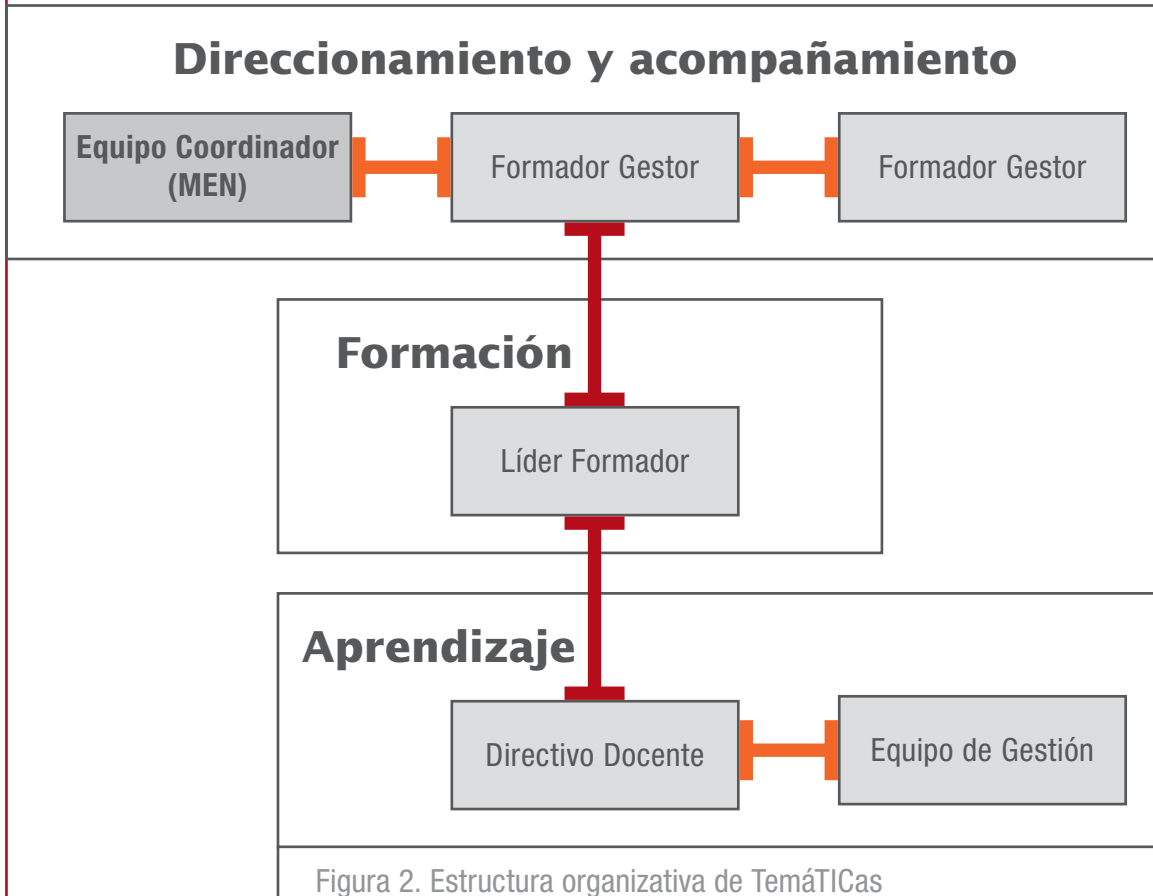 Direccionamiento y acompañamiento
Equipo Coordinador
(MEN)
Formador Gestor
Formador Gestor
Formación
Líder Formador
Aprendizaje
Directivo Docente
Equipo de Gestión
Figura 2. Estructura organizativa de TemáTICas